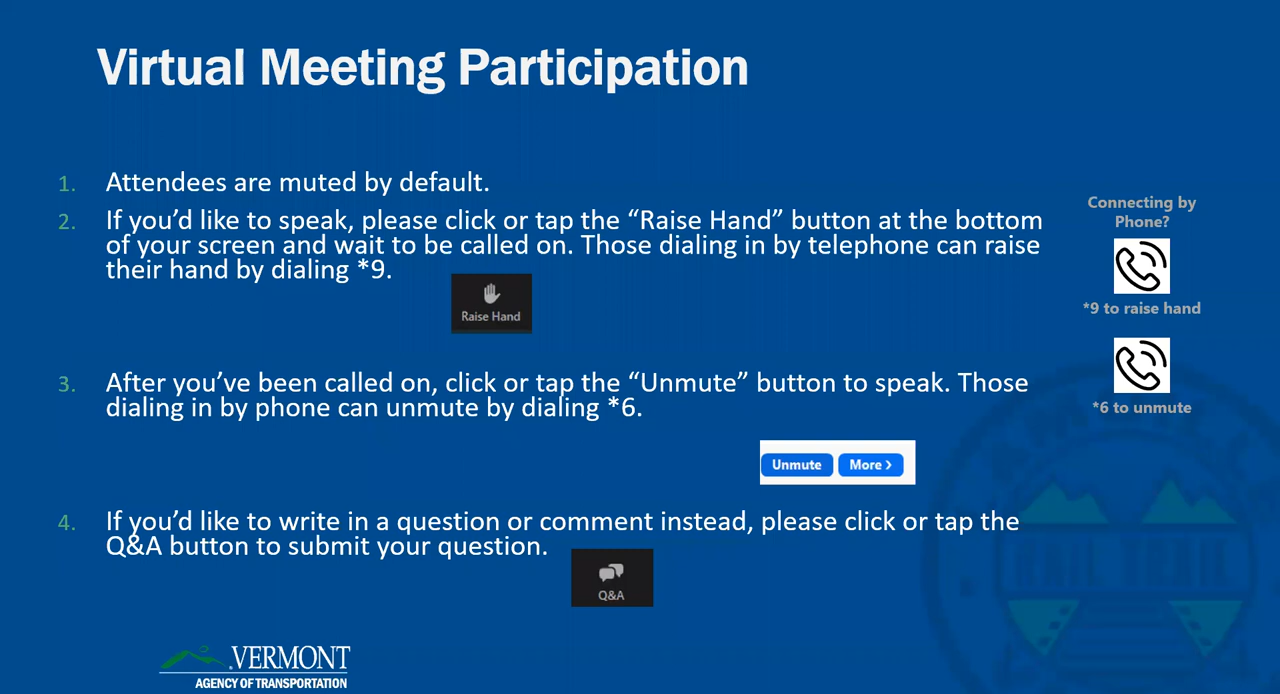 Virtual Meeting Participation
1. Attendees are muted by default.
2. If you’d like to speak, please click or tap the “Raise Hand” button at the bottom
of your screen and wait to be called on. Those dialing in by telephone can raise
their hand by dialing *9.
Raise Hand
3. After you’ve been called on, click or tap the “Unmute” button to speak. Those
dialing in by phone can unmute by dialing *6.
Unmute More >
4. If you’d like to write in a question or comment instead, please click or tap the
Q&A button to submit your question.
Q&A
Connecting by
Phone?
*9 to raise hand
*6 to unmute
RAIL TRAIL
VERMONT
AGENCY OF TRANSPORTATION